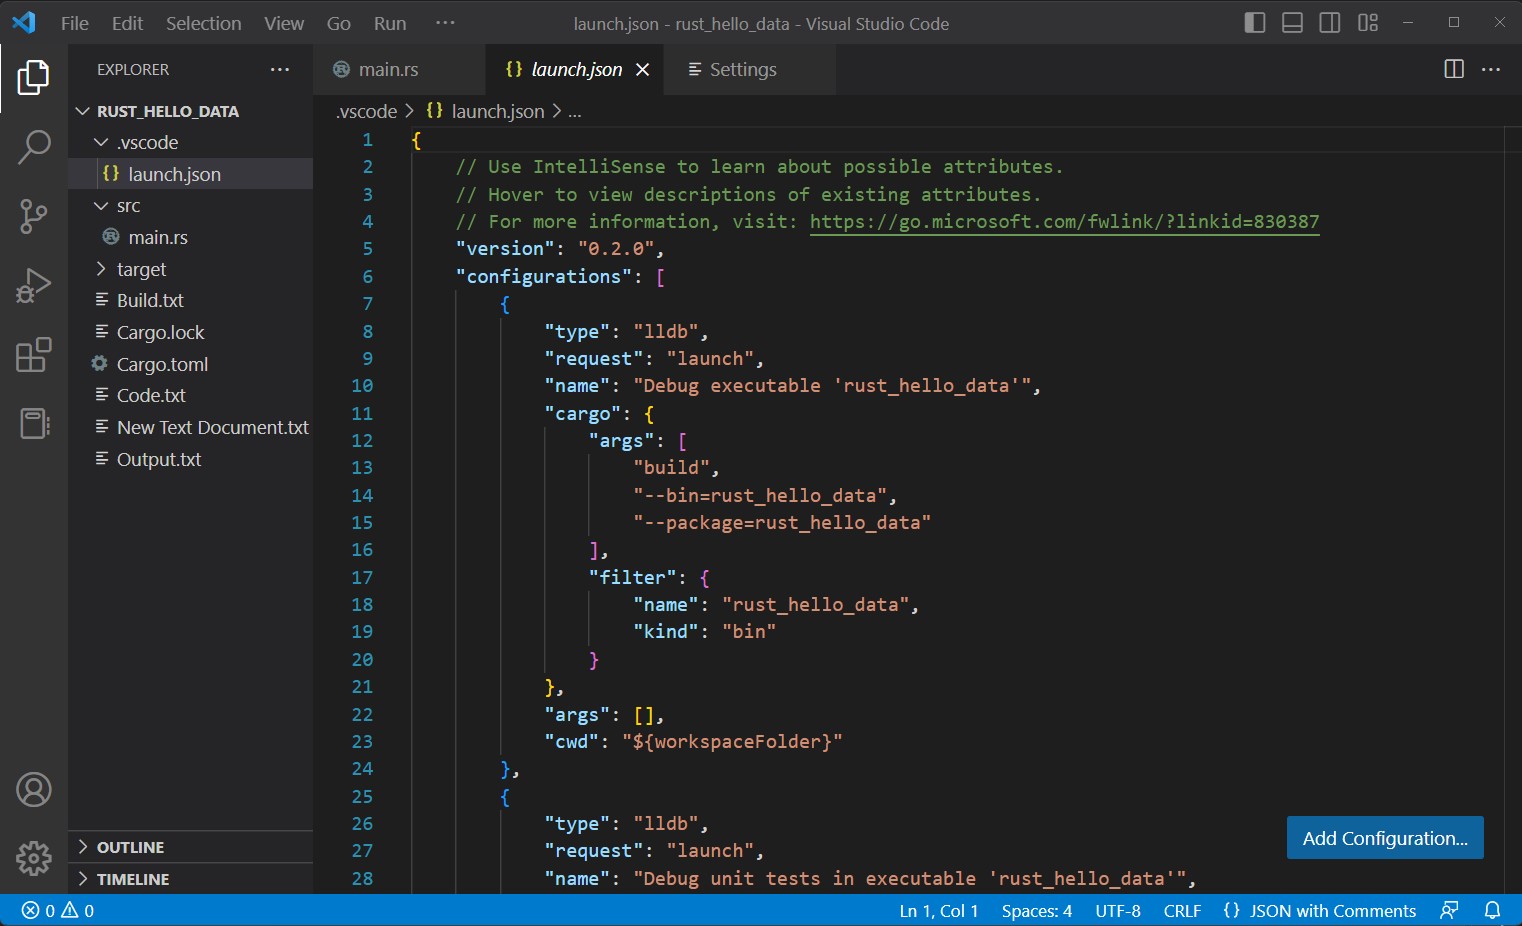 File Edit Selection View Go Run ··· launch.json - rust_hello_data - Visual Studio Code
EXPLORER ···
RUST_HELLO_DATA
.vscode
{} launch.json
src
main.rs
target
Build.txt
Cargo.lock
Cargo.toml
Code.txt
New Text Document.txt
Output.txt
OUTLINE
TIMELINE
main.rs {} launch.json Settings ···
.vscode > {} launch.json > ...
1 {
2 // Use IntelliSense to learn about possible attributes.
3 // Hover to view descriptions of existing attributes.
4 // For more information, visit: https://go.microsoft.com/fwlink/?linkid=830387
5 "version": "0.2.0",
6 "configurations": [
7 {
8 "type": "lldb",
9 "request": "launch",
10 "name": "Debug executable 'rust_hello_data'",
11 "cargo": {
12 "args": [
13 "build",
14 "--bin=rust_hello_data",
15 "--package=rust_hello_data"
16 ],
17 "filter": {
18 "name": "rust_hello_data",
19 "kind": "bin"
20 }
21 },
22 "args": [],
23 "cwd": "${workspaceFolder}"
24 },
25 {
26 "type": "lldb",
27 "request": "launch",
28 "name": "Debug unit tests in executable 'rust_hello_data'",
Add Configuration...
0 0 Ln 1, Col 1 Spaces: 4 UTF-8 CRLF {} JSON with Comments